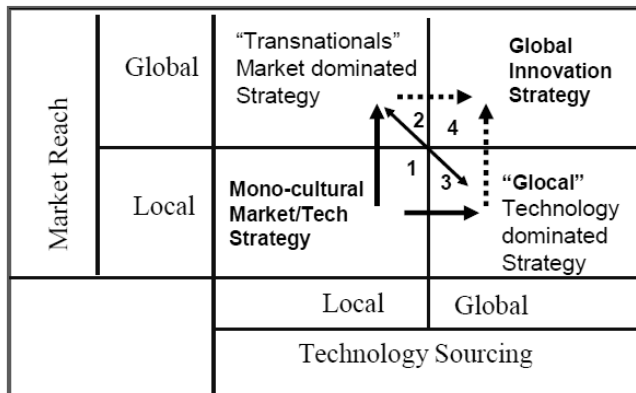 Market Reach
Global
Local
“Transnationals”
Market dominated
Strategy
Global
Innovation
Strategy
2
4
1
3
Mono-cultural
Market/Tech
Strategy
“Glocal”
Technology
dominated
Strategy
Local
Global
Technology Sourcing